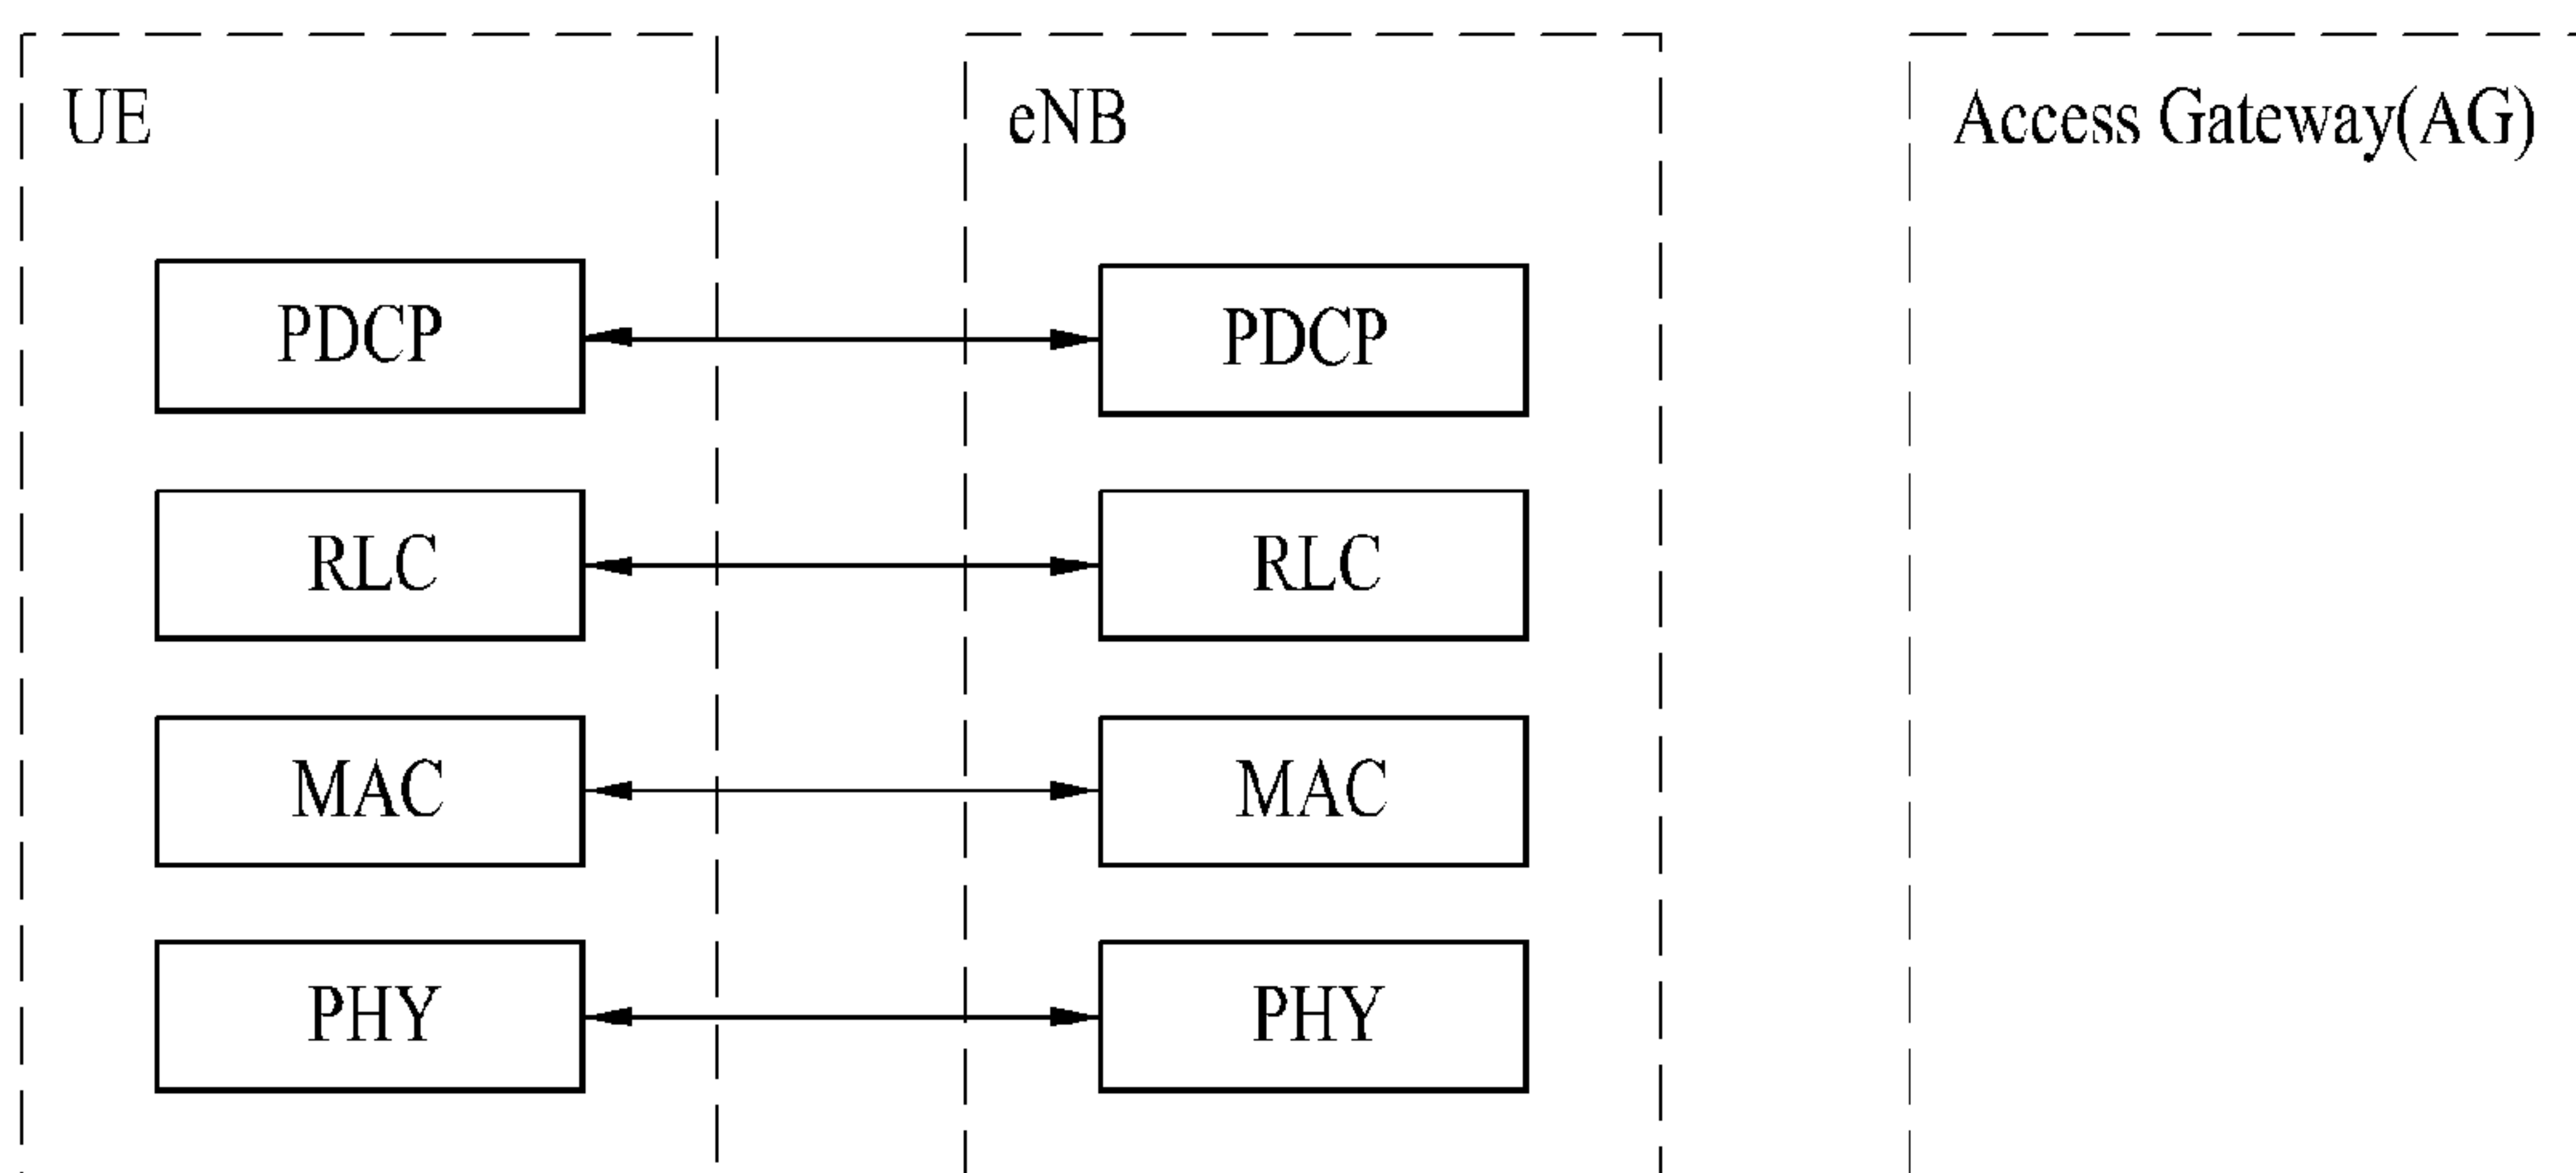 UE
eNB
Access Gateway(AG)
PDCP
PDCP
RLC
RLC
MAC
MAC
PHY
PHY